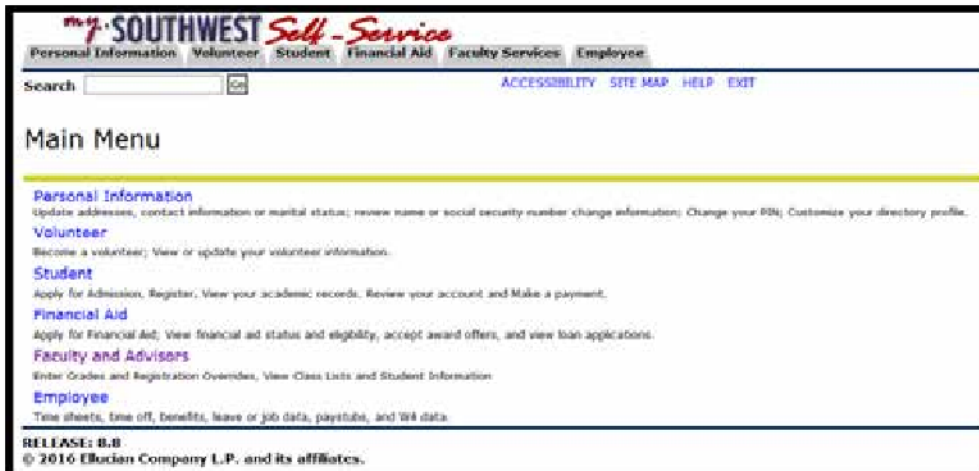 my.SOUTHWEST Self-Service
Personal Information Volunteer Student Financial Aid Faculty Services Employee
Search Go ACCESSIBILITY SITE MAP HELP EXIT
Main Menu
Personal Information
Update addresses, contact information or marital status; review name or social security number change information; Change your PIN; Customize your directory profile.
Volunteer
Become a volunteer; View or update your volunteer information.
Student
Apply for Admission, Register, View your academic records. Review your account and Make a payment.
Financial Aid
Apply for Financial Aid; View financial aid status and eligibility, accept award offers, and view loan applications.
Faculty and Advisors
Enter Grades and Registration Overrides, View Class Lists and Student Information
Employee
Time sheets, time off, benefits, leave or job data, paystubs, and W4 data.
RELEASE: 8.8
© 2016 Ellucian Company L.P. and its affiliates.